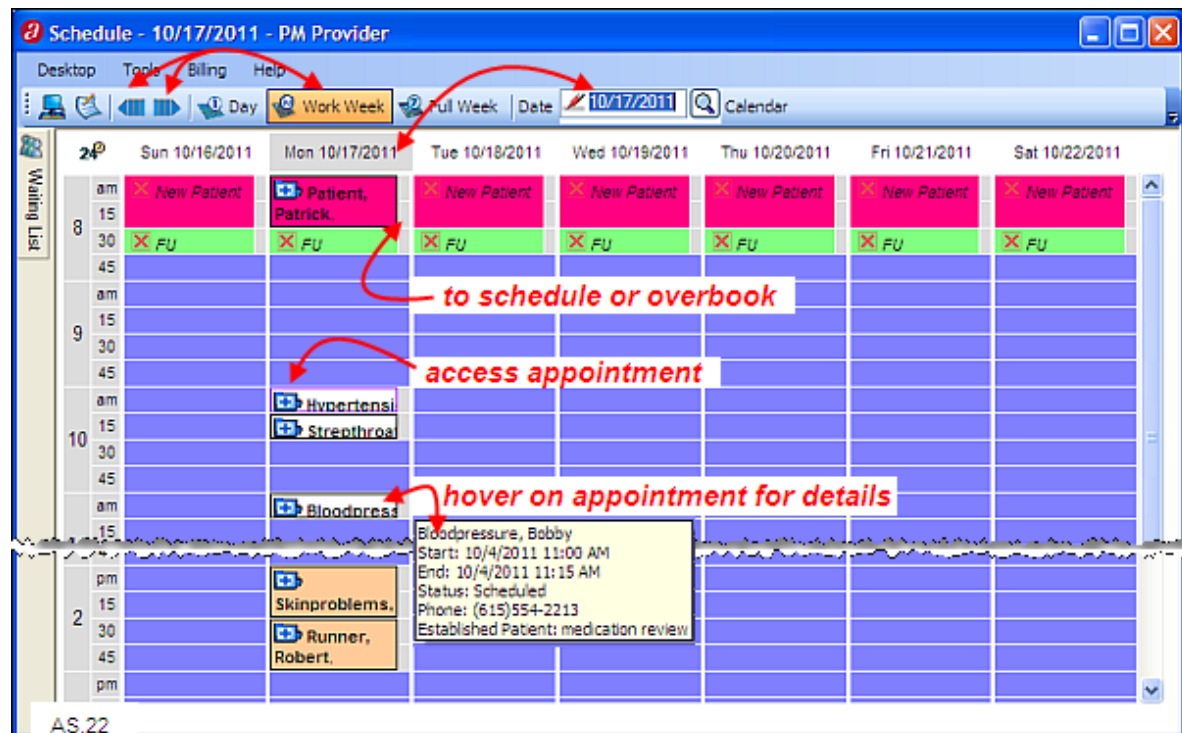 Schedule - 10/17/2011 - PM Provider
Desktop Tools Billing Help
Day Work Week Full Week Date 10/17/2011 Calendar
Waiting List
24 Sun 10/16/2011 Mon 10/17/2011 Tue 10/18/2011 Wed 10/19/2011 Thu 10/20/2011 Fri 10/21/2011 Sat 10/22/2011
8 am New Patient Patient, New Patient New Patient New Patient New Patient New Patient
15 Patrick,
30 FU FU FU FU FU FU FU
45
to schedule or overbook
9 am
15
30
45
access appointment
10 am Hypertensi
15 Strepthroat
30
45
hover on appointment for details
am Bloodpress
15
Bloodpressure, Bobby
Start: 10/4/2011 11:00 AM
End: 10/4/2011 11:15 AM
Status: Scheduled
Phone: (615)554-2213
Established Patient: medication review
2 pm
15 Skinproblems,
30 Runner,
45 Robert,
pm
AS.22